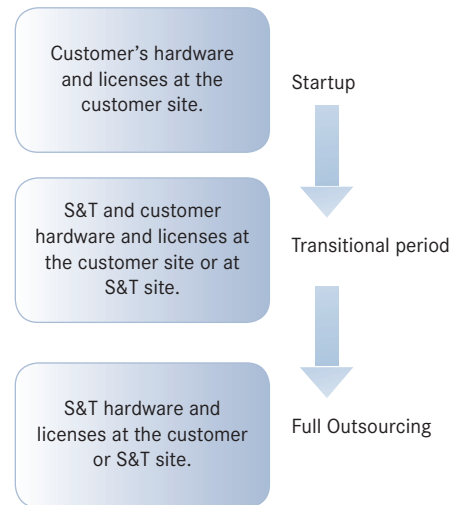 Customer's hardware
and licenses at the
customer site.
Startup
S&T and customer
hardware and licenses at
the customer site or at
S&T site.
Transitional period
S&T hardware and
licenses at the customer
or S&T site.
Full Outsourcing